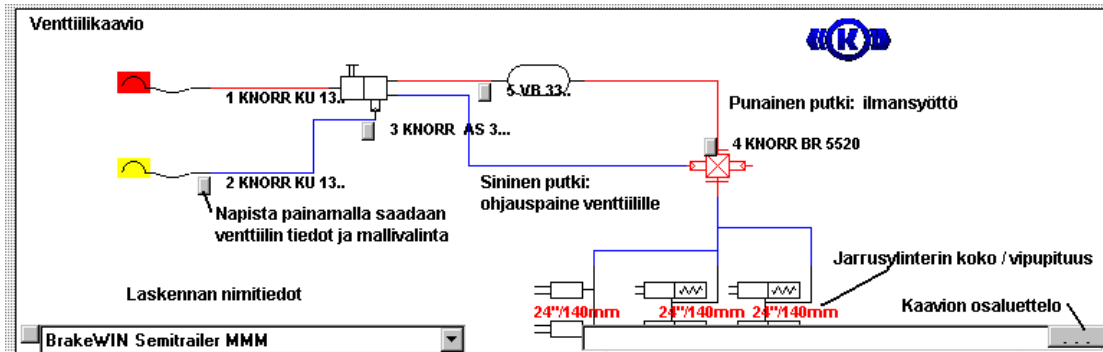 Venttiilikaavio
K
1 KNORR KU 13..
5 VB 33..
Punainen putki: ilmansyöttö
3 KNORR AS 3...
4 KNORR BR 5520
2 KNORR KU 13..
Sininen putki:
ohjauspaine venttiilille
Napista painamalla saadaan
venttiilin tiedot ja mallivalinta
Jarrusylinterin koko / vipupituus
Laskennan nimitiedot
24"/140mm 24"/140mm 24"/140mm
Kaavion osaluettelo
BrakeWIN Semitrailer MMM
...